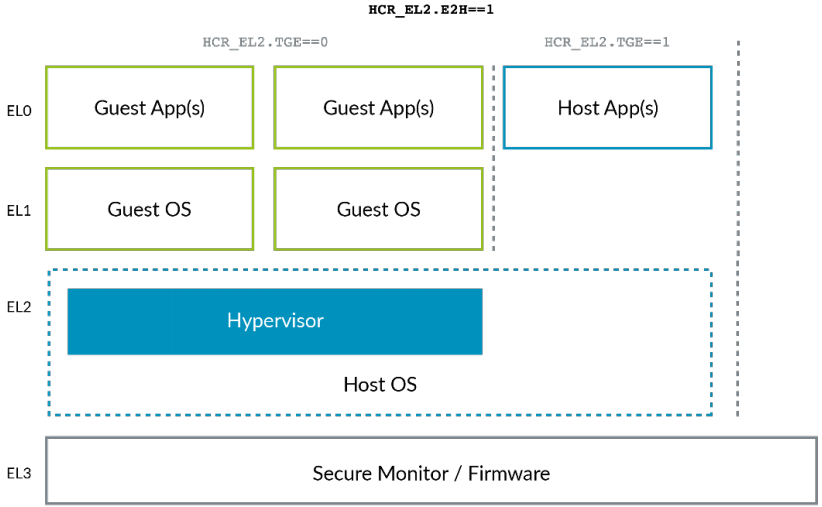 HCR_EL2.E2H==1
HCR_EL2.TGE==0
HCR_EL2.TGE==1
EL0
Guest App(s)
Guest App(s)
Host App(s)
EL1
Guest OS
Guest OS
EL2
Hypervisor
Host OS
EL3
Secure Monitor / Firmware